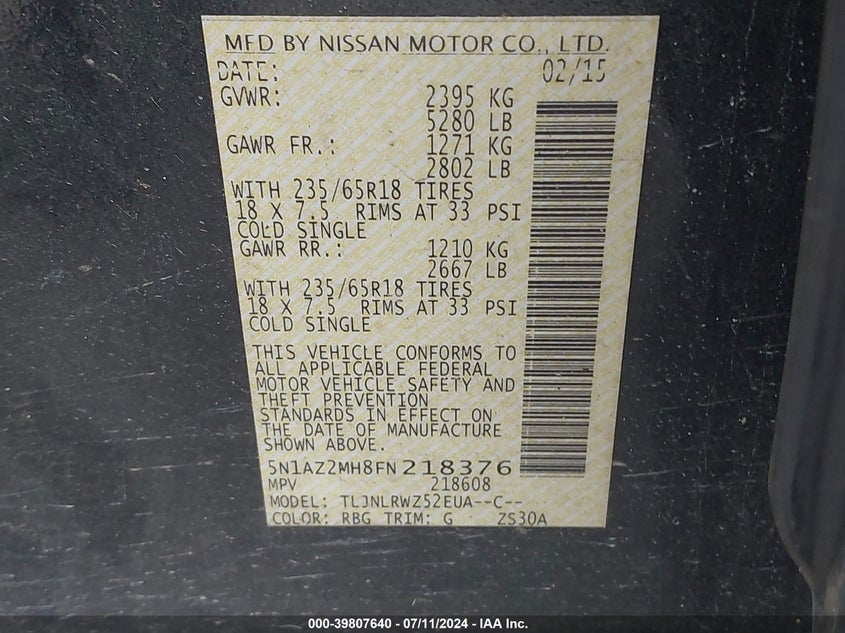 MFD BY NISSAN MOTOR CO., LTD.
DATE: 02/15
GVWR: 2395 KG
5280 LB
GAWR FR.: 1271 KG
2802 LB
WITH 235/65R18 TIRES
18 X 7.5 RIMS AT 33 PSI
COLD SINGLE
GAWR RR.: 1210 KG
2667 LB
WITH 235/65R18 TIRES
18 X 7.5 RIMS AT 33 PSI
COLD SINGLE
THIS VEHICLE CONFORMS TO
ALL APPLICABLE FEDERAL
MOTOR VEHICLE SAFETY AND
THEFT PREVENTION
STANDARDS IN EFFECT ON
THE DATE OF MANUFACTURE
SHOWN ABOVE.
5N1AZ2MH8FN218376
MPV 218608
MODEL: TLJNLRWZ52EUA--C--
COLOR: RBG TRIM: G ZS30A
000-39807640 - 07/11/2024 - IAA Inc.